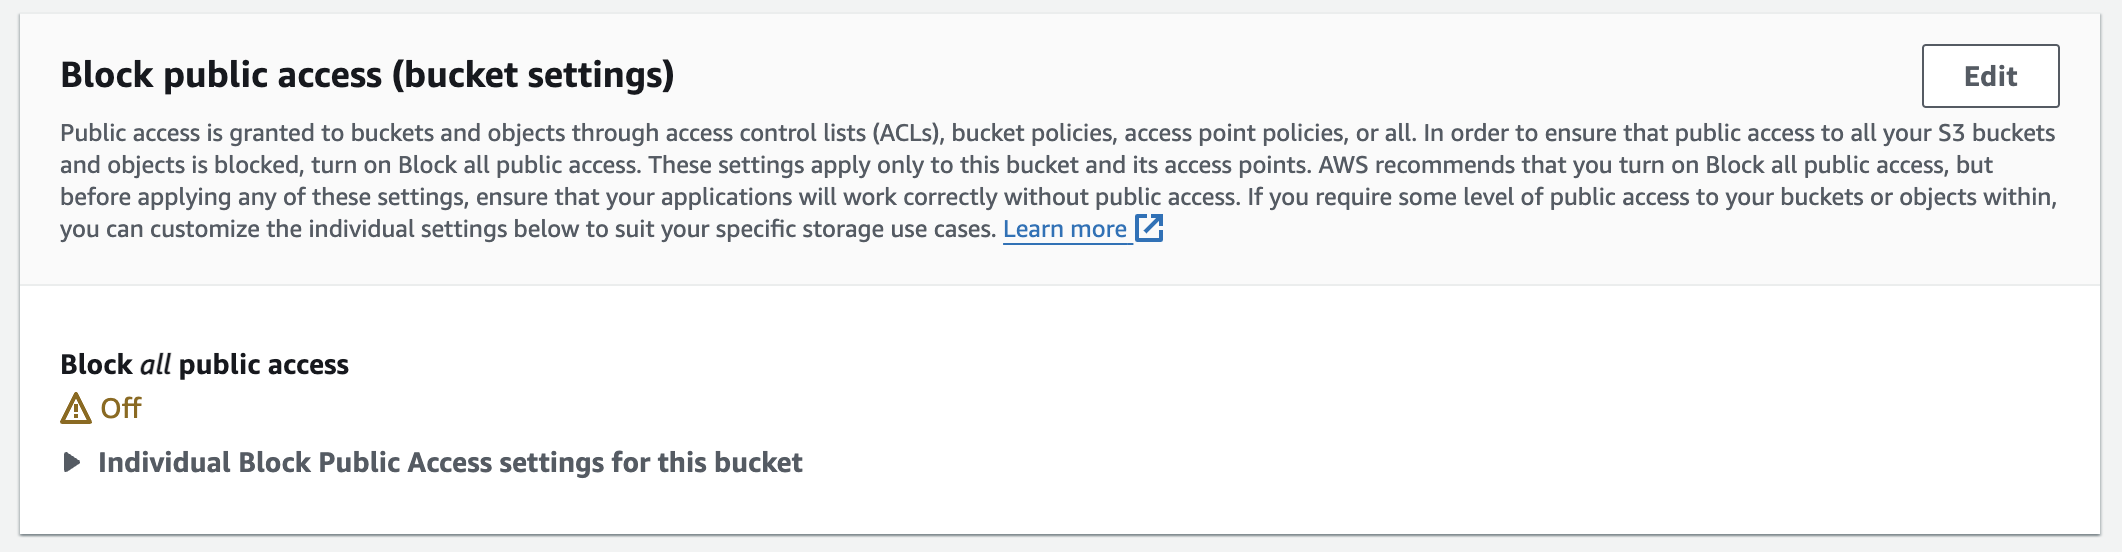 Block public access (bucket settings)
Edit
Public access is granted to buckets and objects through access control lists (ACLs), bucket policies, access point policies, or all. In order to ensure that public access to all your S3 buckets
and objects is blocked, turn on Block all public access. These settings apply only to this bucket and its access points. AWS recommends that you turn on Block all public access, but
before applying any of these settings, ensure that your applications will work correctly without public access. If you require some level of public access to your buckets or objects within,
you can customize the individual settings below to suit your specific storage use cases. Learn more
Block all public access
Off
Individual Block Public Access settings for this bucket